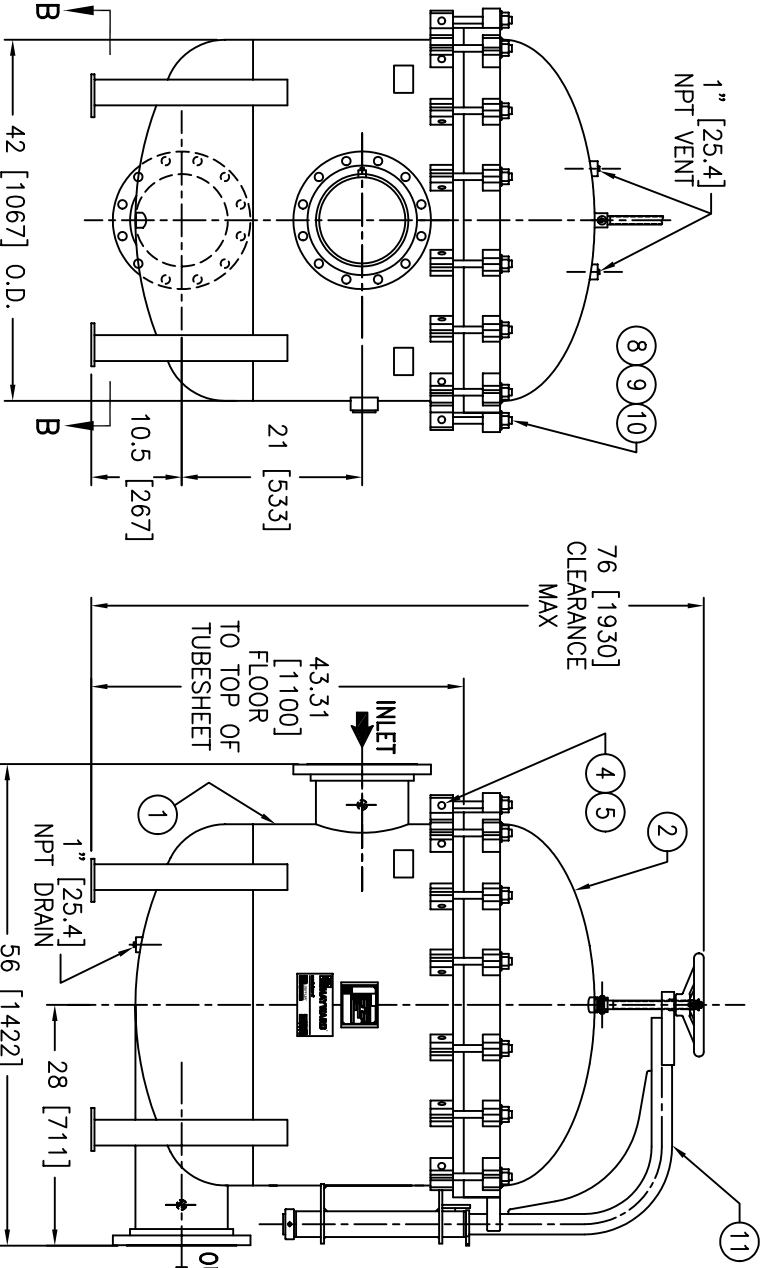 1" [25.4]
NPT VENT
8
9
10
B
B
42 [1067] O.D.
10.5 [267]
21 [533]
76 [1930]
CLEARANCE
MAX
43.31
[1100]
FLOOR
TO TOP OF
TUBESHEET
INLET
4
5
2
1
11
1" [25.4]
NPT DRAIN
HAYWARD
28 [711]
56 [1422]